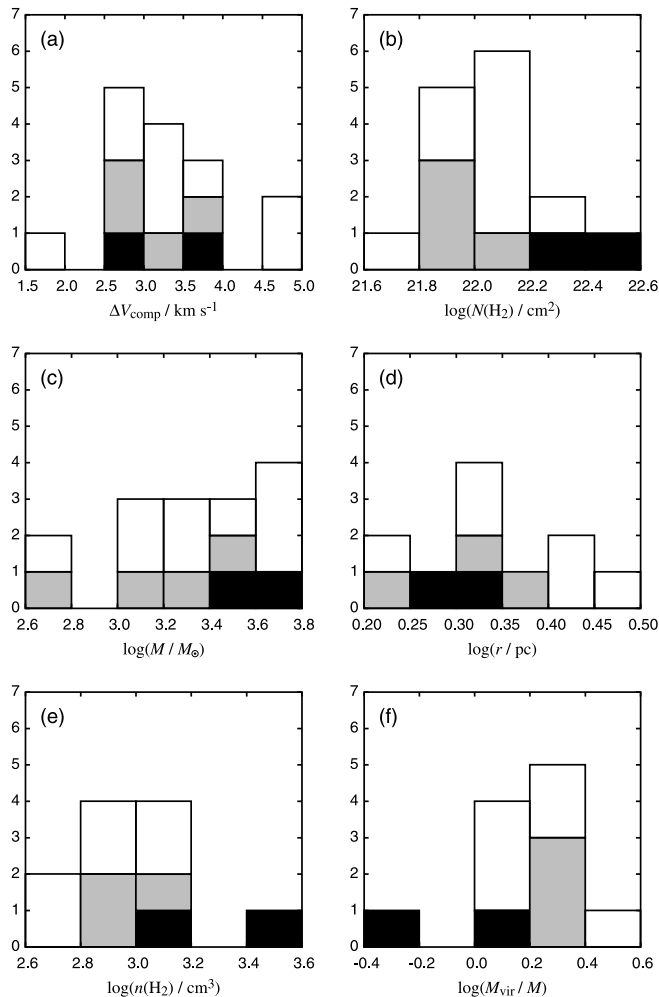 (a)
7
6
5
4
3
2
1
0
1.5 2.0 2.5 3.0 3.5 4.0 4.5 5.0
ΔV_comp / km s⁻¹
(b)
7
6
5
4
3
2
1
0
21.6 21.8 22.0 22.2 22.4 22.6
log(N(H₂) / cm²)
(c)
7
6
5
4
3
2
1
0
2.6 2.8 3.0 3.2 3.4 3.6 3.8
log(M / M⊙)
(d)
7
6
5
4
3
2
1
0
0.20 0.25 0.30 0.35 0.40 0.45 0.50
log(r / pc)
(e)
7
6
5
4
3
2
1
0
2.6 2.8 3.0 3.2 3.4 3.6
log(n(H₂) / cm³)
(f)
7
6
5
4
3
2
1
0
-0.4 -0.2 0.0 0.2 0.4 0.6
log(M_vir / M)